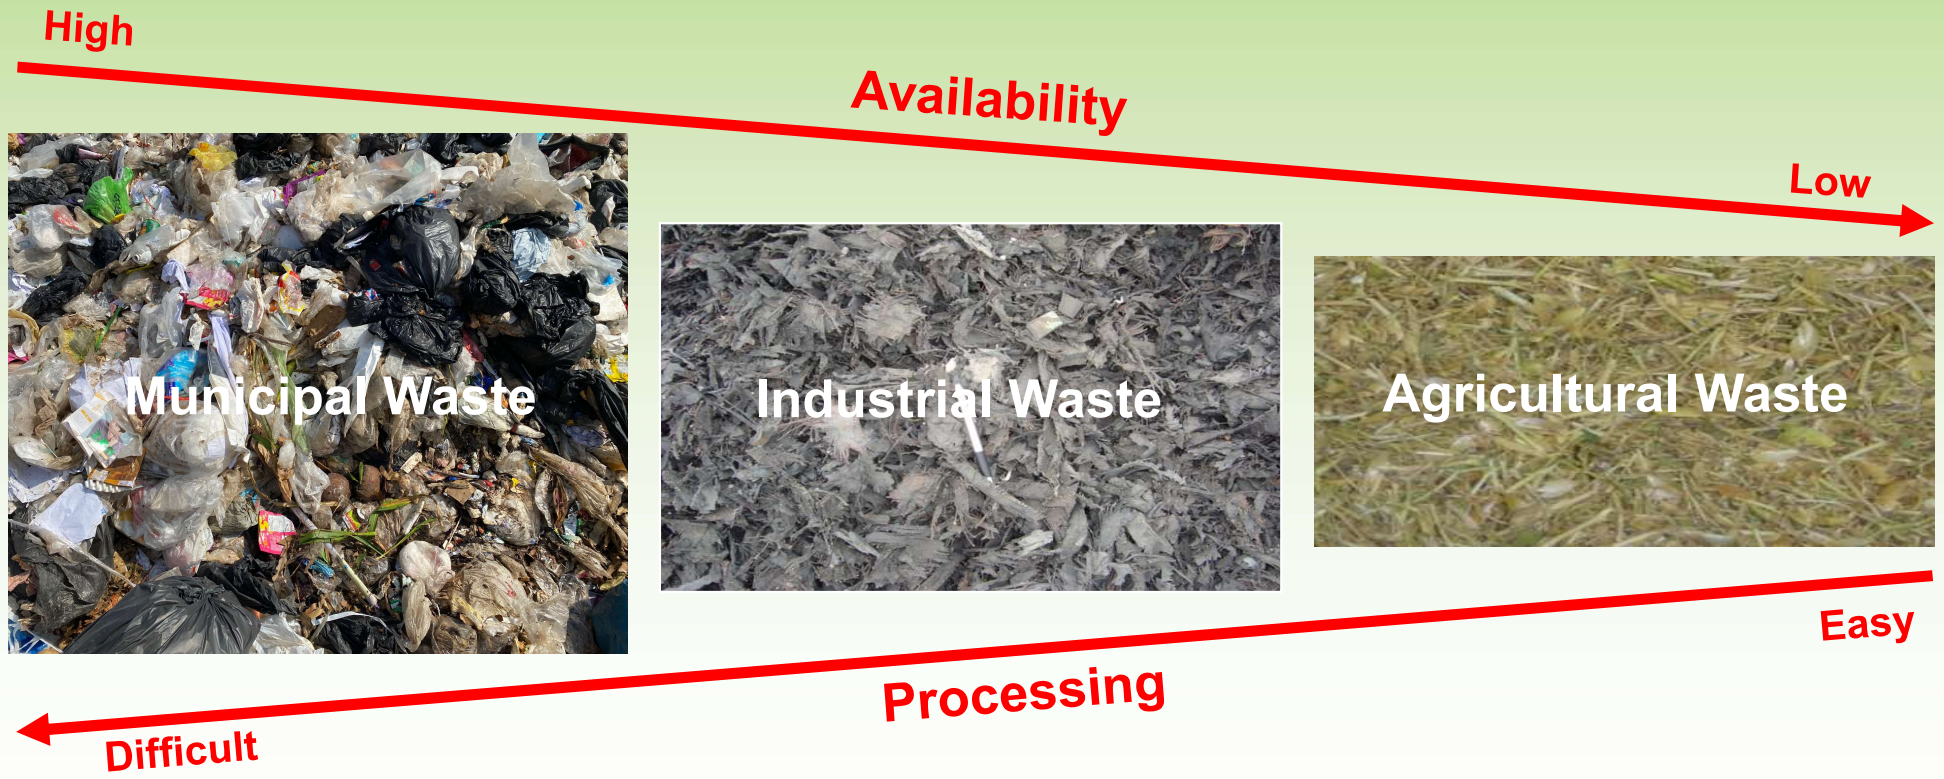 High
Availability
Low
Municipal Waste
Industrial Waste
Agricultural Waste
Easy
Processing
Difficult